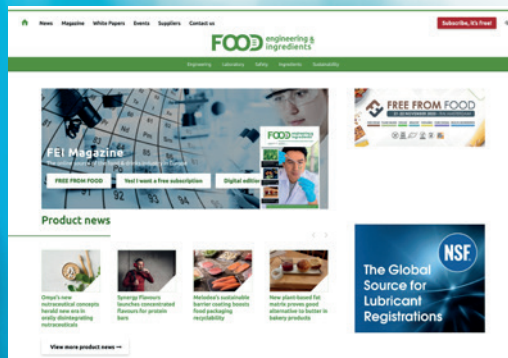 News Magazine White Papers Events Suppliers Contact us
Subscribe, it's Free!
FOOD engineering & ingredients
Engineering Laboratory Safety Ingredients Sustainability
FEI Magazine
FREE FROM FOOD
Yes! I want a free subscription
Digital edition
FOOD
FREE FROM FOOD
Product news
Omya's new
nutraceutical concepts
herald new era in
orally disintegrating
nutraceuticals
Synergy Flavours
launches concentrated
flavours for protein
bars
Melodea's sustainable
barrier coating boosts
food packaging
recyclability
New plant-based fat
matrix proves good
alternative to butter in
bakery products
View more product news →
NSF
The Global
Source for
Lubricant
Registrations